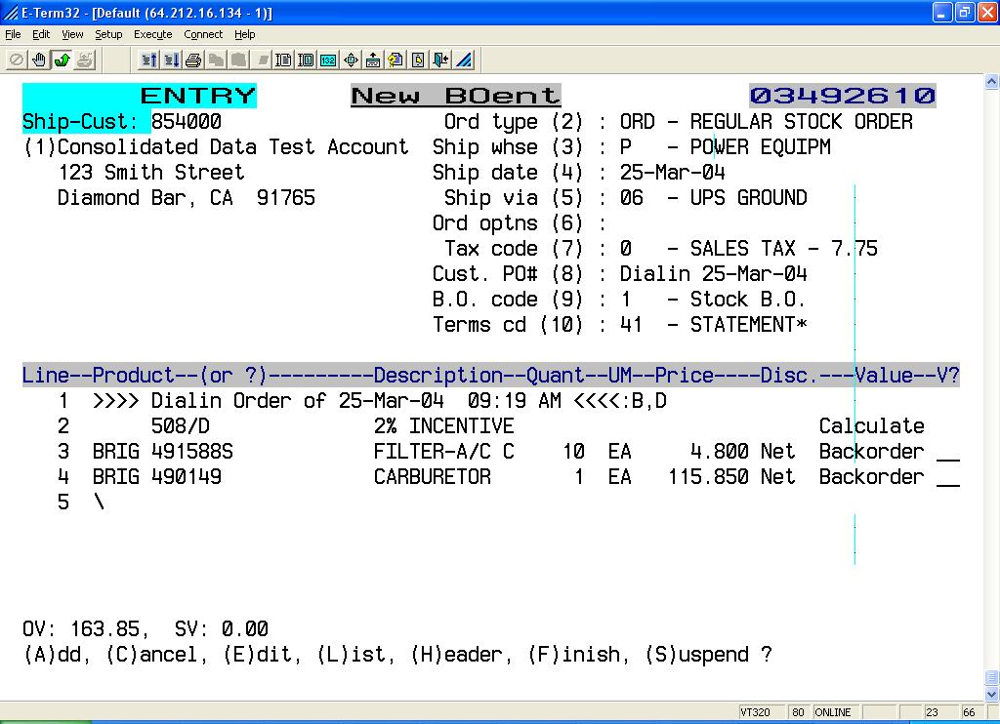 E-Term32 - [Default (64.212.16.134 - 1)]
File Edit View Setup Execute Connect Help
132
ENTRY New BOent 03492610
Ship-Cust: 854000 Ord type (2) : ORD - REGULAR STOCK ORDER
(1)Consolidated Data Test Account Ship whse (3) : P - POWER EQUIPM
123 Smith Street Ship date (4) : 25-Mar-04
Diamond Bar, CA 91765 Ship via (5) : 06 - UPS GROUND
Ord optns (6) :
Tax code (7) : 0 - SALES TAX - 7.75
Cust. PO# (8) : Dialin 25-Mar-04
B.O. code (9) : 1 - Stock B.O.
Terms cd (10) : 41 - STATEMENT*
Line--Product--(or ?)---------Description--Quant--UM--Price----Disc.---Value--V?
1 >>>> Dialin Order of 25-Mar-04 09:19 AM <<<<:B,D
2 508/D 2% INCENTIVE Calculate
3 BRIG 491588S FILTER-A/C C 10 EA 4.800 Net Backorder __
4 BRIG 490149 CARBURETOR 1 EA 115.850 Net Backorder __
5 \
OV: 163.85, SV: 0.00
(A)dd, (C)ancel, (E)dit, (L)ist, (H)eader, (F)inish, (S)uspend ?
VT320 80 ONLINE 23 66